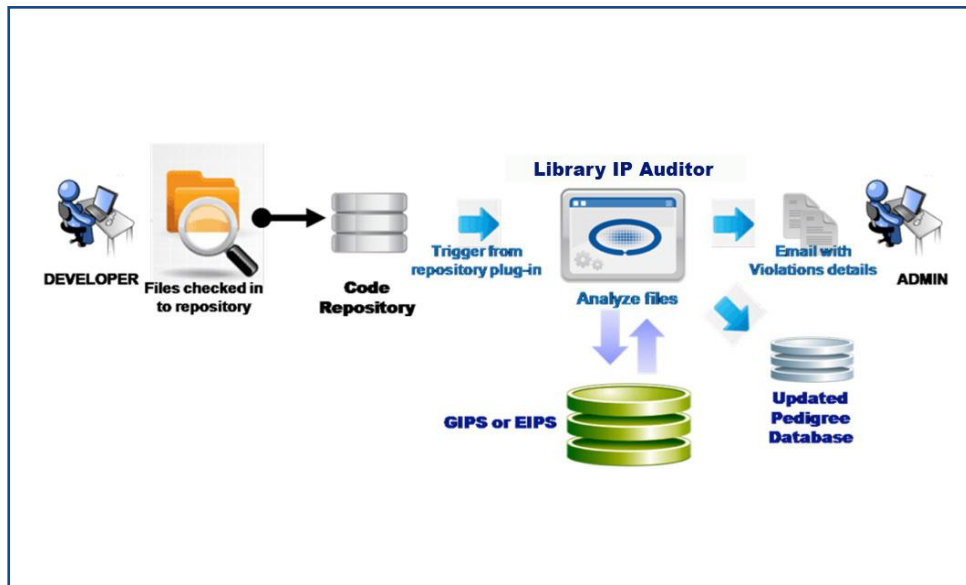 Library IP Auditor
DEVELOPER
Files checked in
to repository
Code
Repository
Trigger from
repository plug-in
Analyze files
Email with
Violations details
ADMIN
GIPS or EIPS
Updated
Pedigree
Database